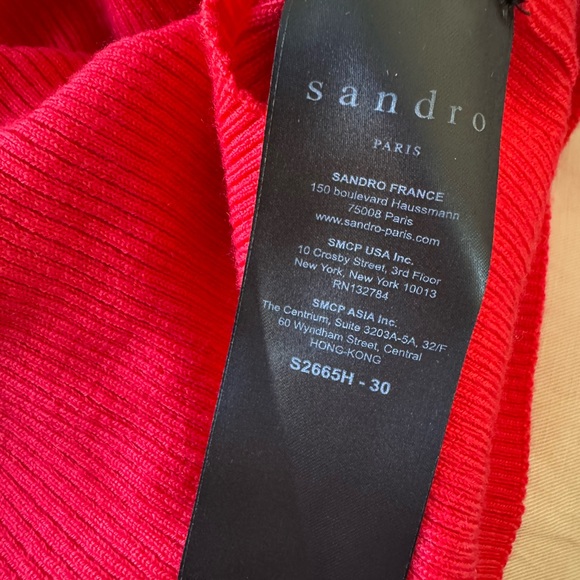 sandro
PARIS
SANDRO FRANCE
150 boulevard Haussmann
75008 Paris
www.sandro-paris.com
SMCP USA Inc.
10 Crosby Street, 3rd Floor
New York, New York 10013
RN132784
SMCP ASIA Inc.
The Centrium, Suite 3203A-5A, 32/F
60 Wyndham Street, Central
HONG-KONG
S2665H - 30